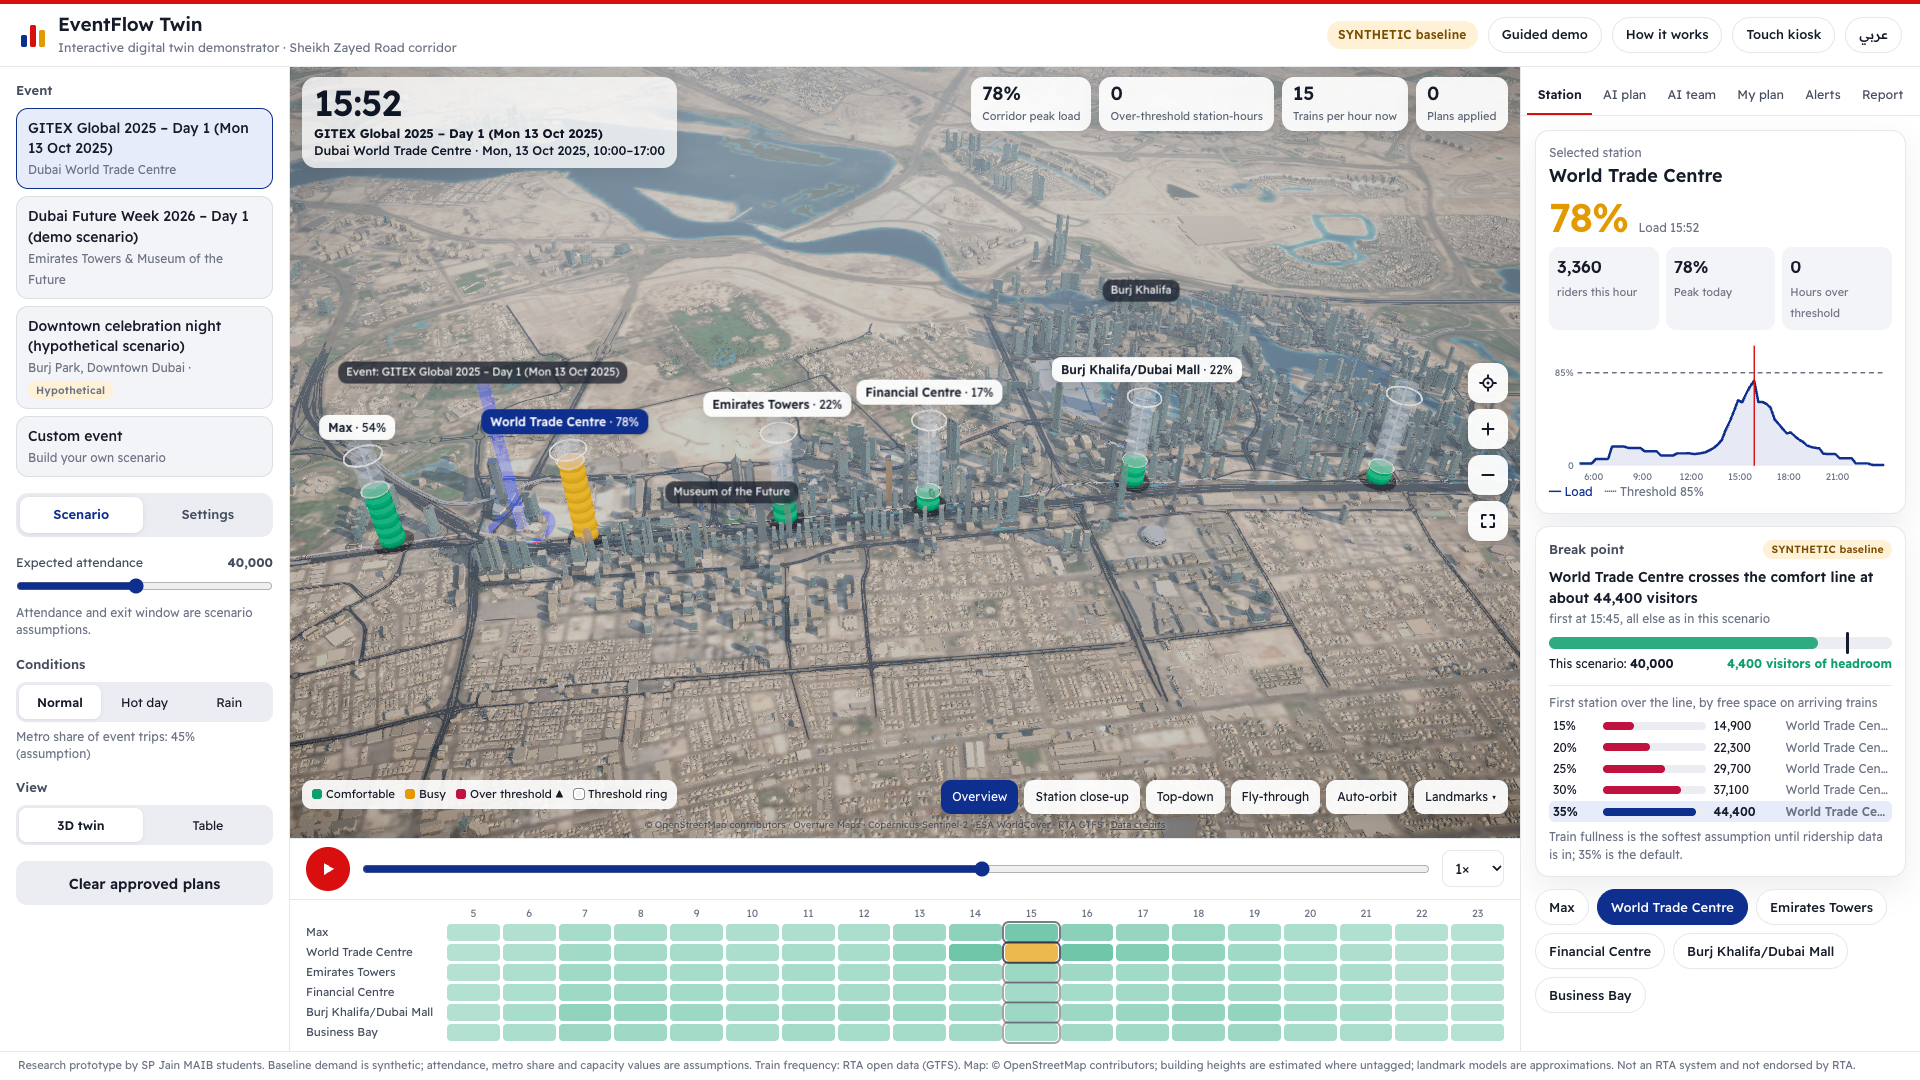 EventFlow Twin
Interactive digital twin demonstrator · Sheikh Zayed Road corridor
SYNTHETIC baseline
Guided demo
How it works
Touch kiosk
عربي
Event
GITEX Global 2025 – Day 1 (Mon
13 Oct 2025)
Dubai World Trade Centre
Dubai Future Week 2026 – Day 1
(demo scenario)
Emirates Towers & Museum of the
Future
Downtown celebration night
(hypothetical scenario)
Burj Park, Downtown Dubai ·
Hypothetical
Custom event
Build your own scenario
Scenario
Settings
Expected attendance 40,000
Attendance and exit window are scenario
assumptions.
Conditions
Normal
Hot day
Rain
Metro share of event trips: 45%
(assumption)
View
3D twin
Table
Clear approved plans
15:52
GITEX Global 2025 – Day 1 (Mon 13 Oct 2025)
Dubai World Trade Centre · Mon, 13 Oct 2025, 10:00–17:00
78%
Corridor peak load
0
Over-threshold station-hours
15
Trains per hour now
0
Plans applied
Burj Khalifa
Event: GITEX Global 2025 – Day 1 (Mon 13 Oct 2025)
Burj Khalifa/Dubai Mall · 22%
Financial Centre · 17%
Emirates Towers · 22%
World Trade Centre · 78%
Max · 54%
Museum of the Future
Comfortable
Busy
Over threshold ▲
Threshold ring
Overview
Station close-up
Top-down
Fly-through
Auto-orbit
Landmarks
© OpenStreetMap contributors · Overture Maps · Copernicus Sentinel-2 · ESA WorldCover · RTA GTFS · Data credits
1×
5 6 7 8 9 10 11 12 13 14 15 16 17 18 19 20 21 22 23
Max
World Trade Centre
Emirates Towers
Financial Centre
Burj Khalifa/Dubai Mall
Business Bay
Station
AI plan
AI team
My plan
Alerts
Report
Selected station
World Trade Centre
78% Load 15:52
3,360
riders this hour
78%
Peak today
0
Hours over
threshold
85%
0
6:00 9:00 12:00 15:00 18:00 21:00
Load
Threshold 85%
Break point
SYNTHETIC baseline
World Trade Centre crosses the comfort line at
about 44,400 visitors
first at 15:45, all else as in this scenario
This scenario: 40,000
4,400 visitors of headroom
First station over the line, by free space on arriving trains
15% 14,900 World Trade Cen…
20% 22,300 World Trade Cen…
25% 29,700 World Trade Cen…
30% 37,100 World Trade Cen…
35% 44,400 World Trade Ce…
Train fullness is the softest assumption until ridership data
is in; 35% is the default.
Max
World Trade Centre
Emirates Towers
Financial Centre
Burj Khalifa/Dubai Mall
Business Bay
Research prototype by SP Jain MAIB students. Baseline demand is synthetic; attendance, metro share and capacity values are assumptions. Train frequency: RTA open data (GTFS). Map: © OpenStreetMap contributors; building heights are estimated where untagged; landmark models are approximations. Not an RTA system and not endorsed by RTA.